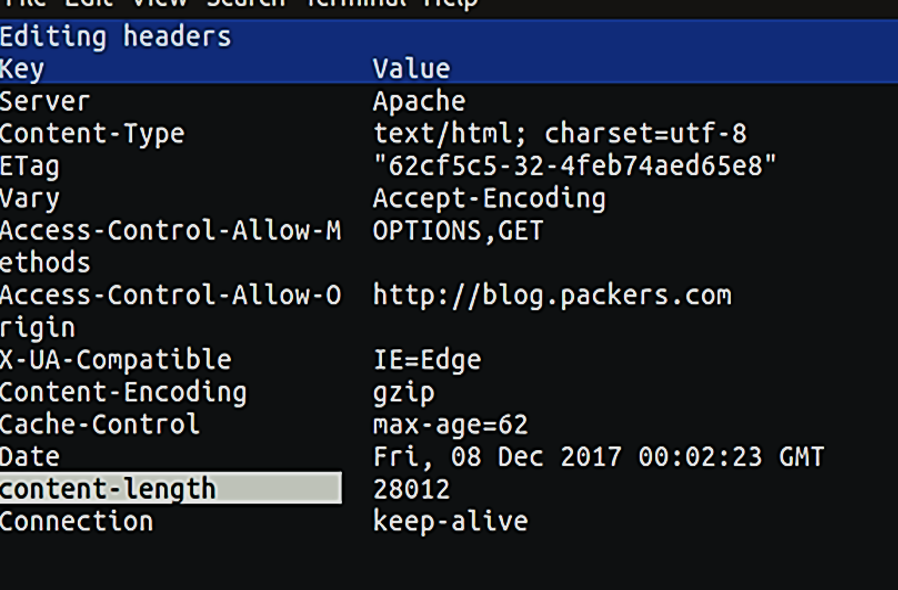 File Edit View Search Terminal Help
Editing headers
Key Value
Server Apache
Content-Type text/html; charset=utf-8
ETag "62cf5c5-32-4feb74aed65e8"
Vary Accept-Encoding
Access-Control-Allow-M OPTIONS,GET
ethods
Access-Control-Allow-O http://blog.packers.com
rigin
X-UA-Compatible IE=Edge
Content-Encoding gzip
Cache-Control max-age=62
Date Fri, 08 Dec 2017 00:02:23 GMT
content-length 28012
Connection keep-alive